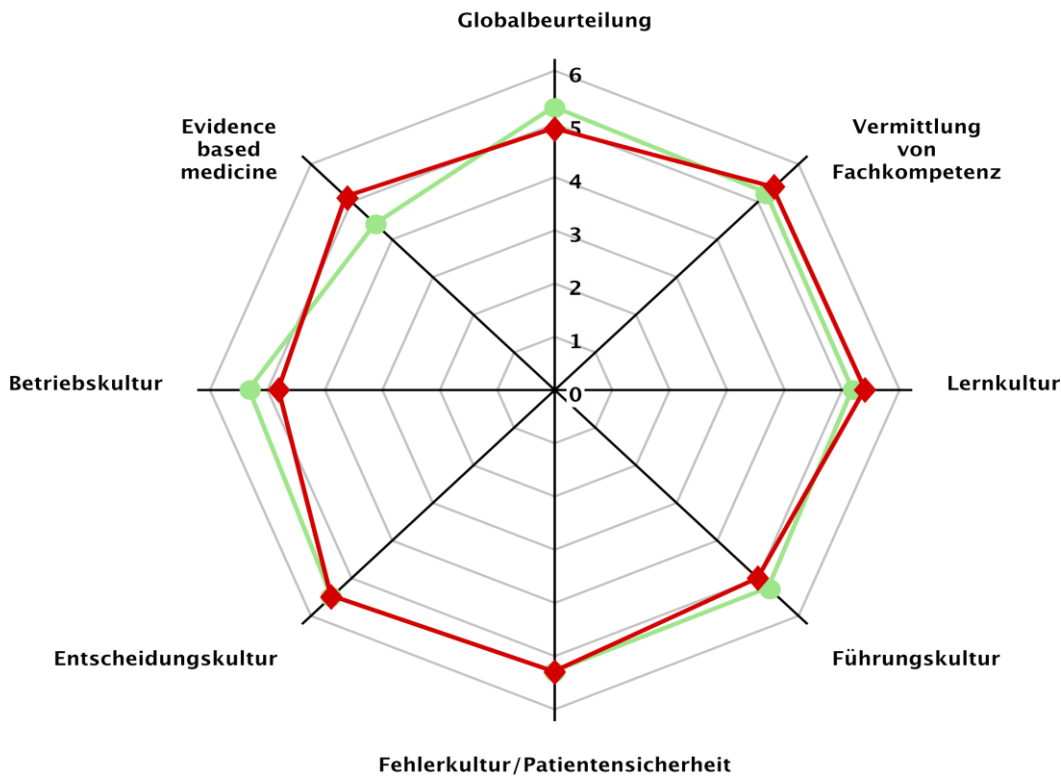 Globalbeurteilung
6
5
4
3
2
1
0
Evidence
based
medicine
Vermittlung
von
Fachkompetenz
Betriebskultur
Lernkultur
Entscheidungskultur
Führungskultur
Fehlerkultur/Patientensicherheit